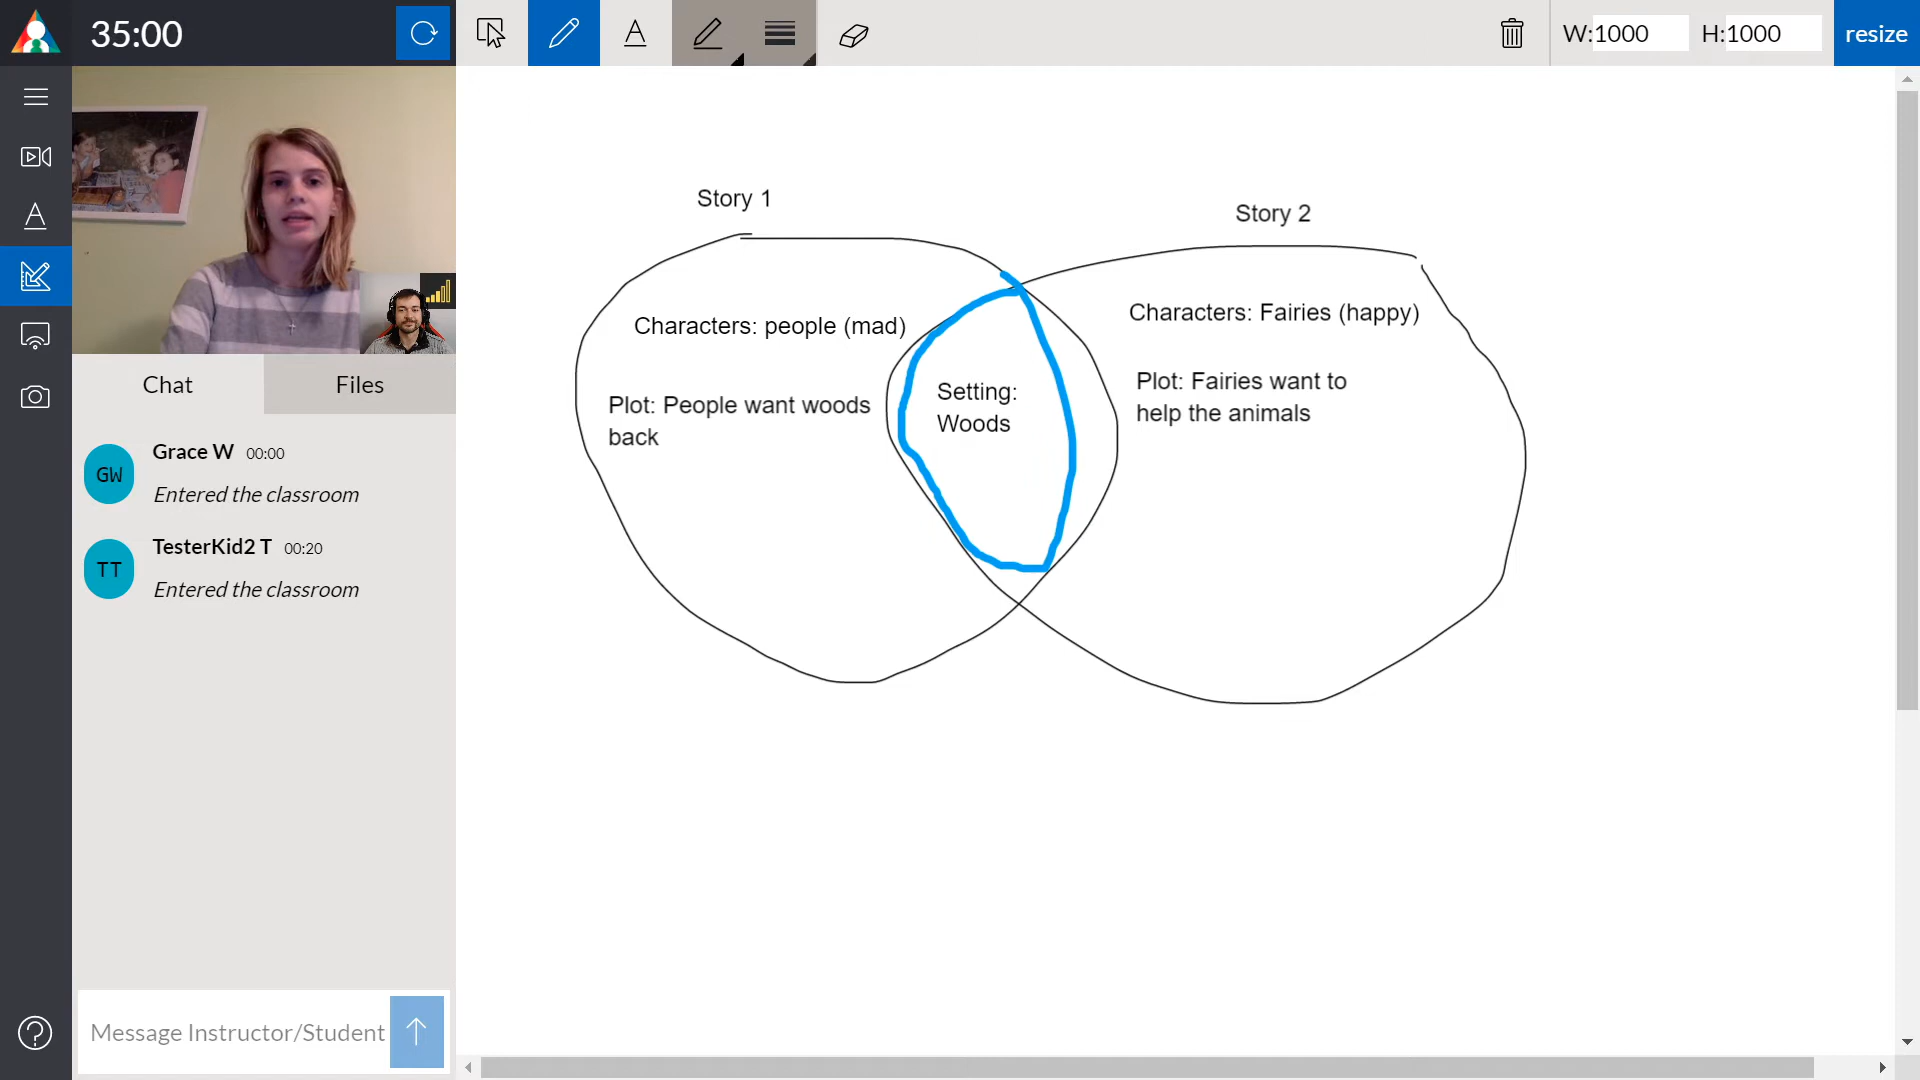 35:00
W:1000
H:1000
resize
Chat
Files
Grace W 00:00
GW
Entered the classroom
TesterKid2 T 00:20
TT
Entered the classroom
Message Instructor/Student
Story 1
Characters: people (mad)
Plot: People want woods
back
Setting:
Woods
Story 2
Characters: Fairies (happy)
Plot: Fairies want to
help the animals